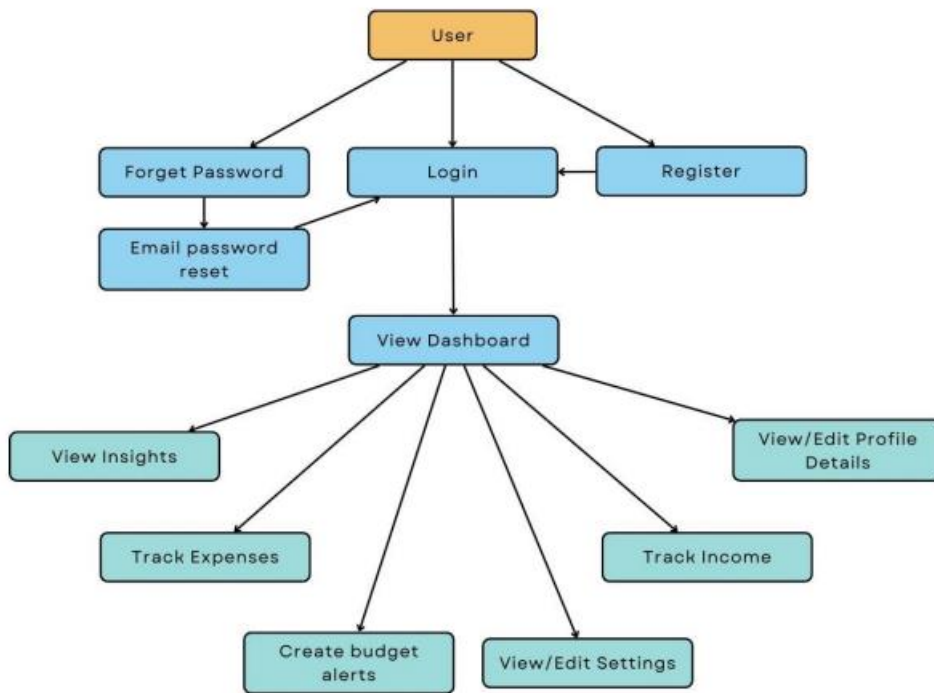 User
Forget Password
Login
Register
Email password
reset
View Dashboard
View Insights
View/Edit Profile
Details
Track Expenses
Track Income
Create budget
alerts
View/Edit Settings